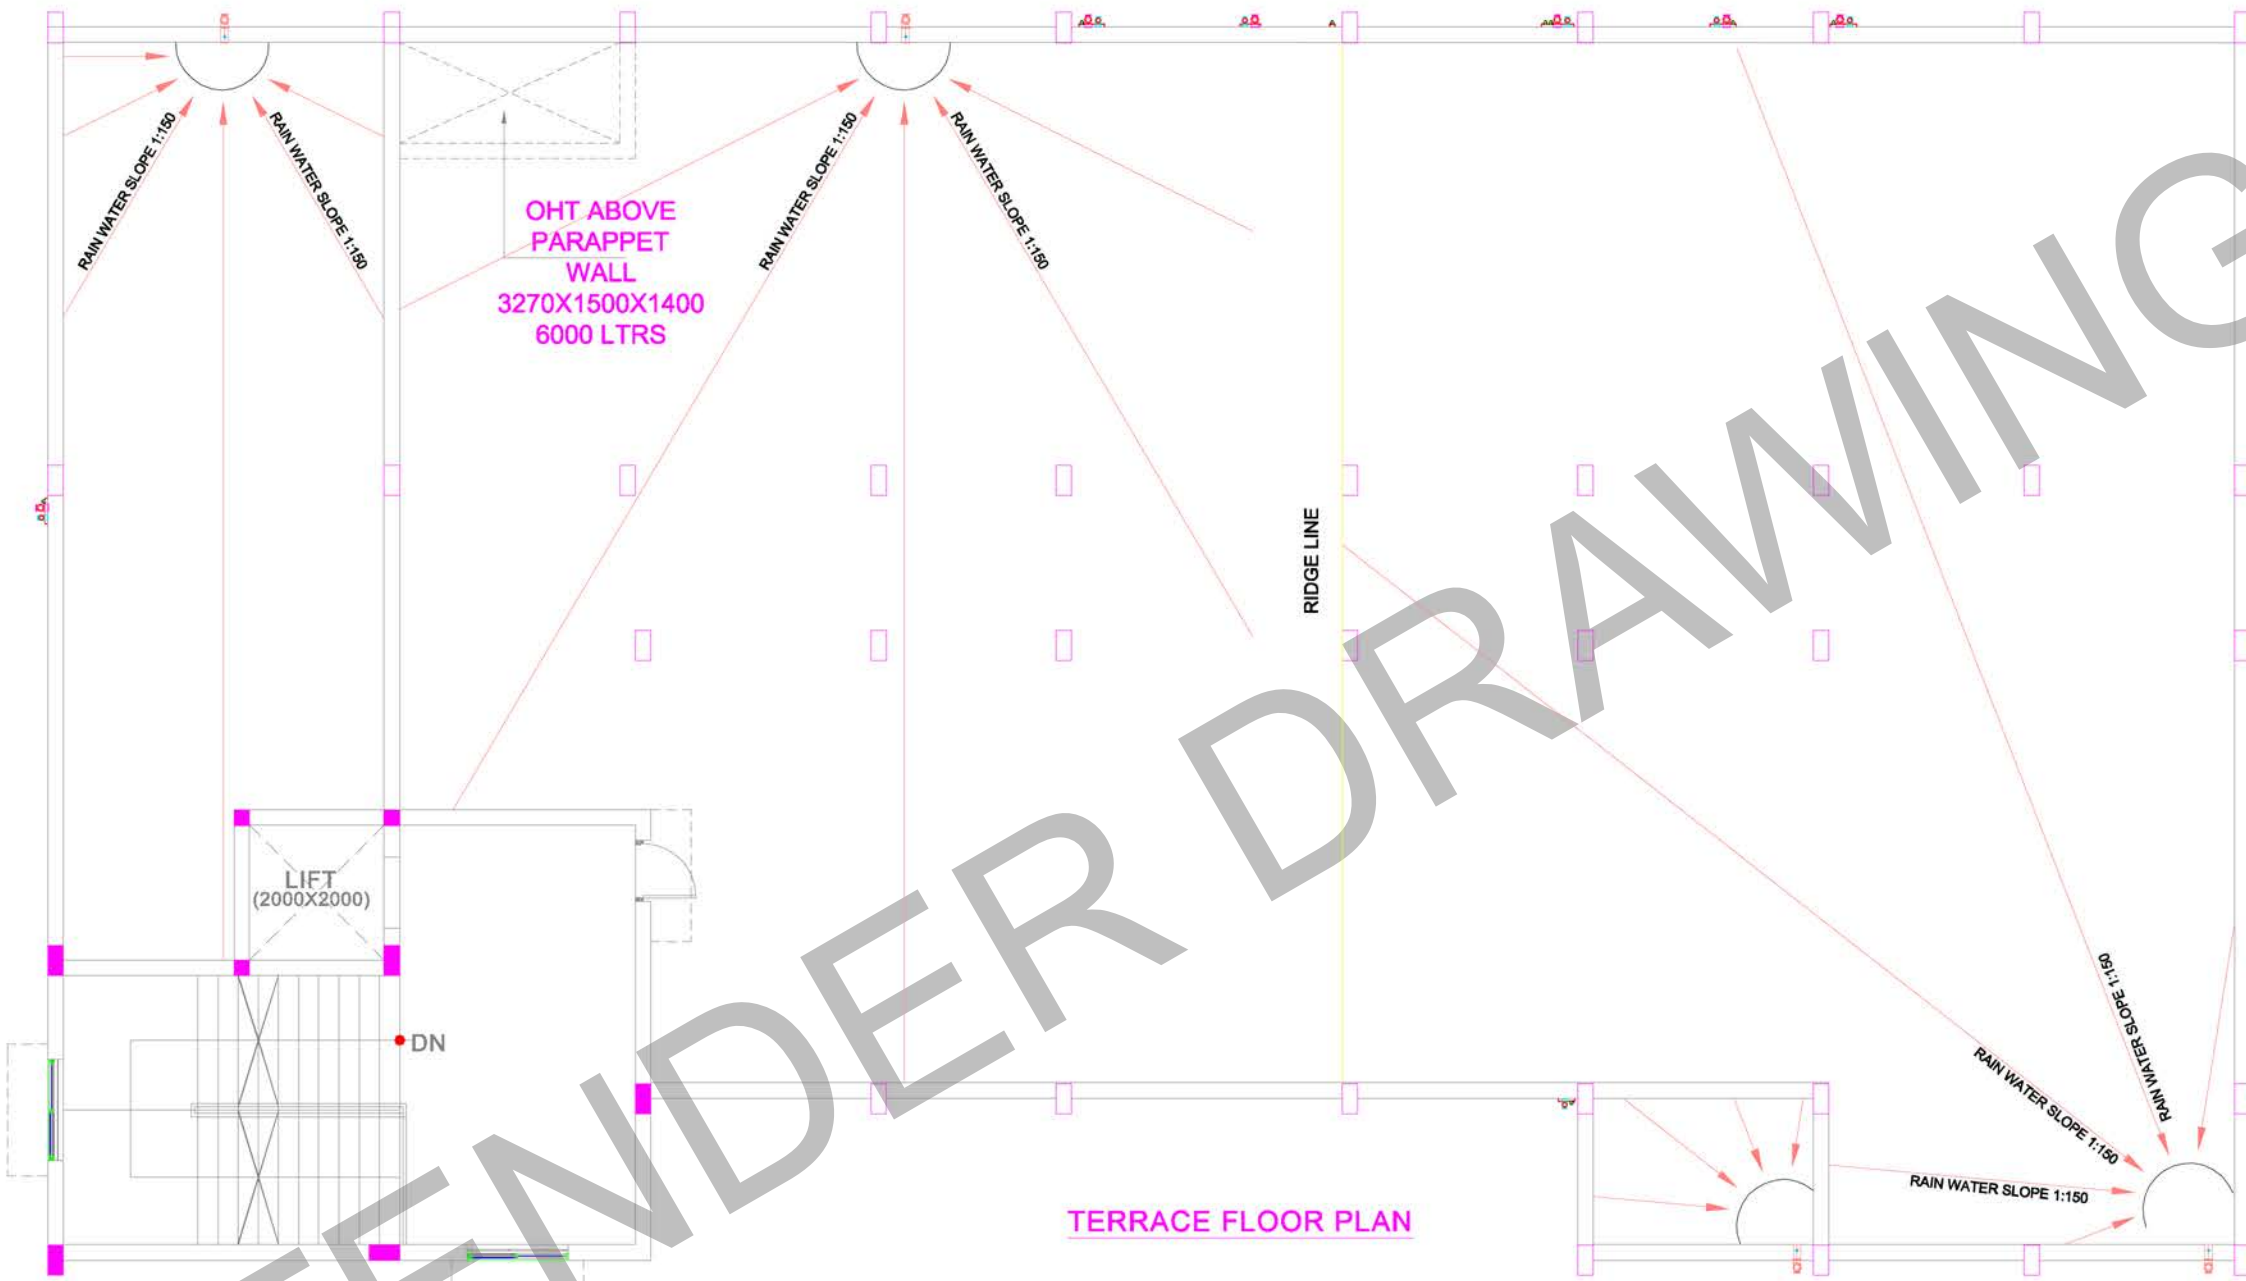 RAIN WATER SLOPE 1:150
RAIN WATER SLOPE 1:150
RAIN WATER SLOPE 1:150
RAIN WATER SLOPE 1:150
OHT ABOVE
PARAPPET
WALL
3270X1500X1400
6000 LTRS
RIDGE LINE
LIFT
(2000X2000)
DN
RAIN WATER SLOPE 1:150
RAIN WATER SLOPE 1:150
RAIN WATER SLOPE 1:150
TERRACE FLOOR PLAN
ENDER DRAWING